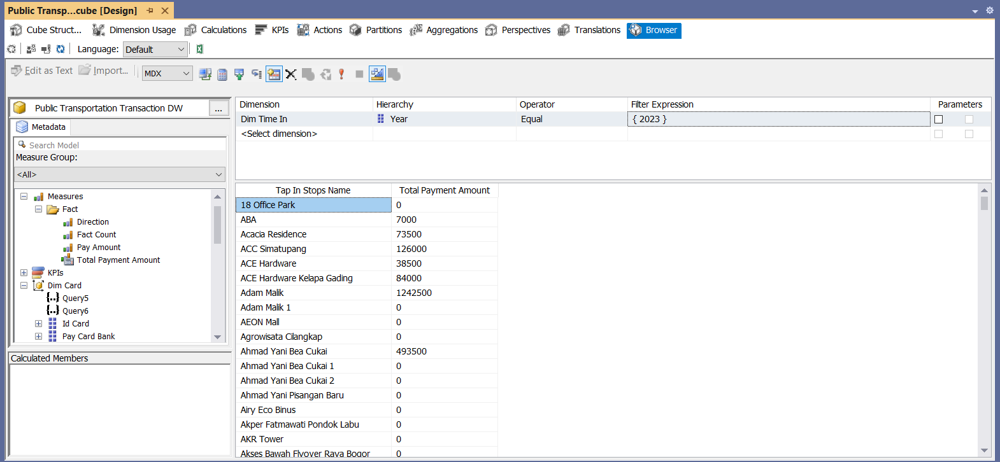 Public Transp...cube [Design]
Cube Struct... Dimension Usage Calculations KPIs Actions Partitions Aggregations Perspectives Translations Browser
Language: Default
Edit as Text Import... MDX
Public Transportation Transaction DW ...
Metadata
Search Model
Measure Group:
<All>
Measures
Fact
Direction
Fact Count
Pay Amount
Total Payment Amount
KPIs
Dim Card
Query5
Query6
Id Card
Pay Card Bank
Calculated Members
Dimension Hierarchy Operator Filter Expression Parameters
Dim Time In Year Equal { 2023 }
<Select dimension>
Tap In Stops Name Total Payment Amount
18 Office Park 0
ABA 7000
Acacia Residence 73500
ACC Simatupang 126000
ACE Hardware 38500
ACE Hardware Kelapa Gading 84000
Adam Malik 1242500
Adam Malik 1 0
AEON Mall 0
Agrowisata Cilangkap 0
Ahmad Yani Bea Cukai 493500
Ahmad Yani Bea Cukai 1 0
Ahmad Yani Bea Cukai 2 0
Ahmad Yani Pisangan Baru 0
Airy Eco Binus 0
Akper Fatmawati Pondok Labu 0
AKR Tower 0
Akses Bawah Flyover Raya Bogor 0